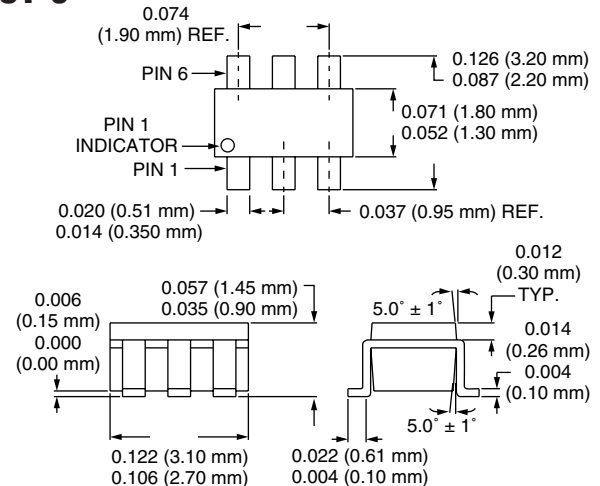 0.074
(1.90 mm) REF.
PIN 6
0.126 (3.20 mm)
0.087 (2.20 mm)
0.071 (1.80 mm)
0.052 (1.30 mm)
PIN 1
INDICATOR
PIN 1
0.020 (0.51 mm)
0.014 (0.350 mm)
0.037 (0.95 mm) REF.
0.006
(0.15 mm)
0.000
(0.00 mm)
0.057 (1.45 mm)
0.035 (0.90 mm)
0.122 (3.10 mm)
0.106 (2.70 mm)
5.0° ± 1°
0.012
(0.30 mm)
TYP.
0.014
(0.26 mm)
0.004
(0.10 mm)
5.0° ± 1°
0.022 (0.61 mm)
0.004 (0.10 mm)